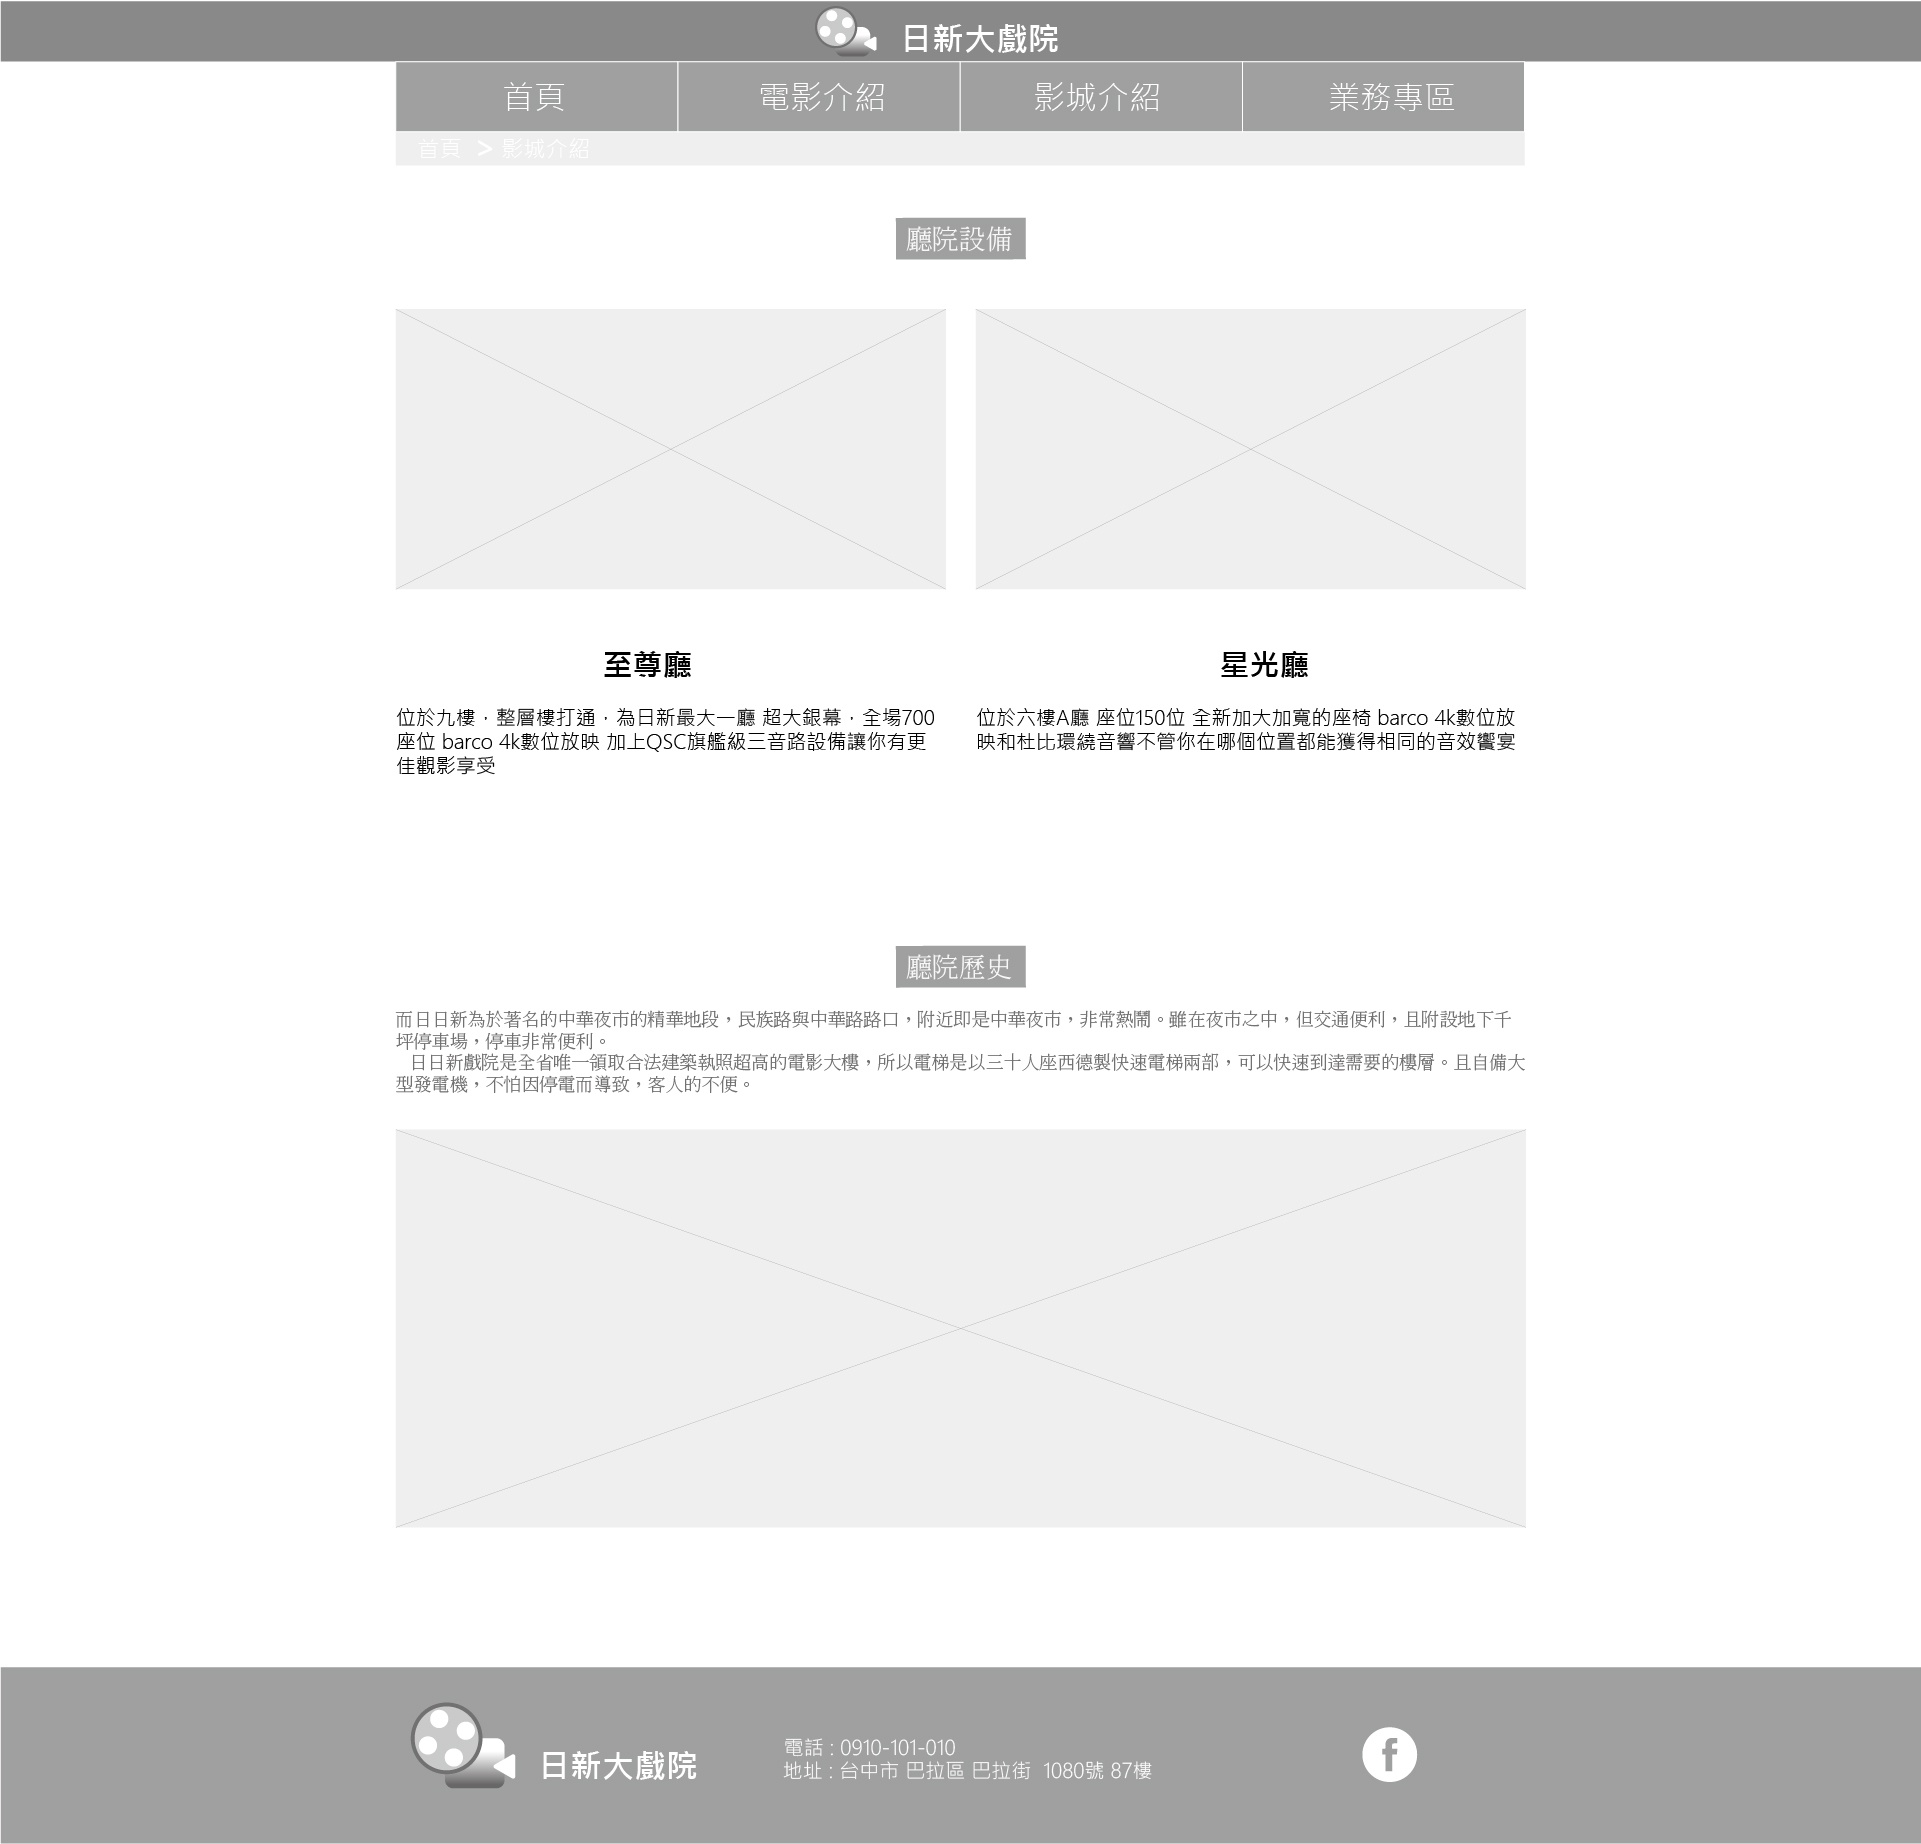 日新大戲院
首頁 電影介紹 影城介紹 業務專區
首頁 > 影城介紹
廳院設備
至尊廳
位於九樓，整層樓打通，為日新最大一廳 超大銀幕，全場700
座位 barco 4k數位放映 加上QSC旗艦級三音路設備讓你有更
佳觀影享受
星光廳
位於六樓A廳 座位150位 全新加大加寬的座椅 barco 4k數位放
映和杜比環繞音響不管你在哪個位置都能獲得相同的音效饗宴
廳院歷史
而日日新為於著名的中華夜市的精華地段，民族路與中華路路口，附近即是中華夜市，非常熱鬧。雖在夜市之中，但交通便利，且附設地下千
坪停車場，停車非常便利。
日日新戲院是全省唯一領取合法建築執照超高的電影大樓，所以電梯是以三十人座西德製快速電梯兩部，可以快速到達需要的樓層。且自備大
型發電機，不怕因停電而導致，客人的不便。
日新大戲院
電話 : 0910-101-010
地址 : 台中市 巴拉區 巴拉街 1080號 87樓
f